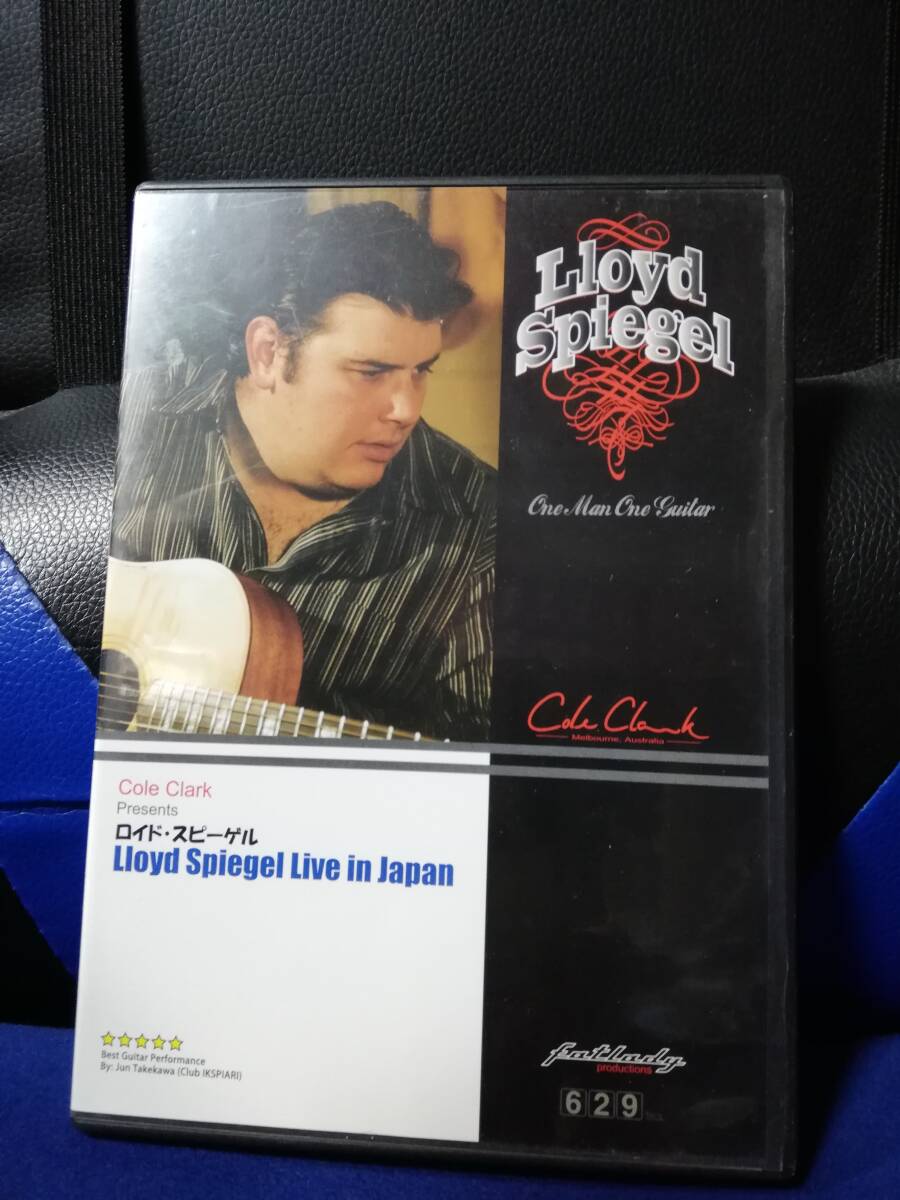 Lloyd
Spiegel
One Man One Guitar
Cole Clark
Melbourne, Australia
Cole Clark
Presents
ロイド・スピーゲル
Lloyd Spiegel Live in Japan
Best Guitar Performance
By: Jun Takekawa (Club IKSPIARI)
fatlady
productions
629